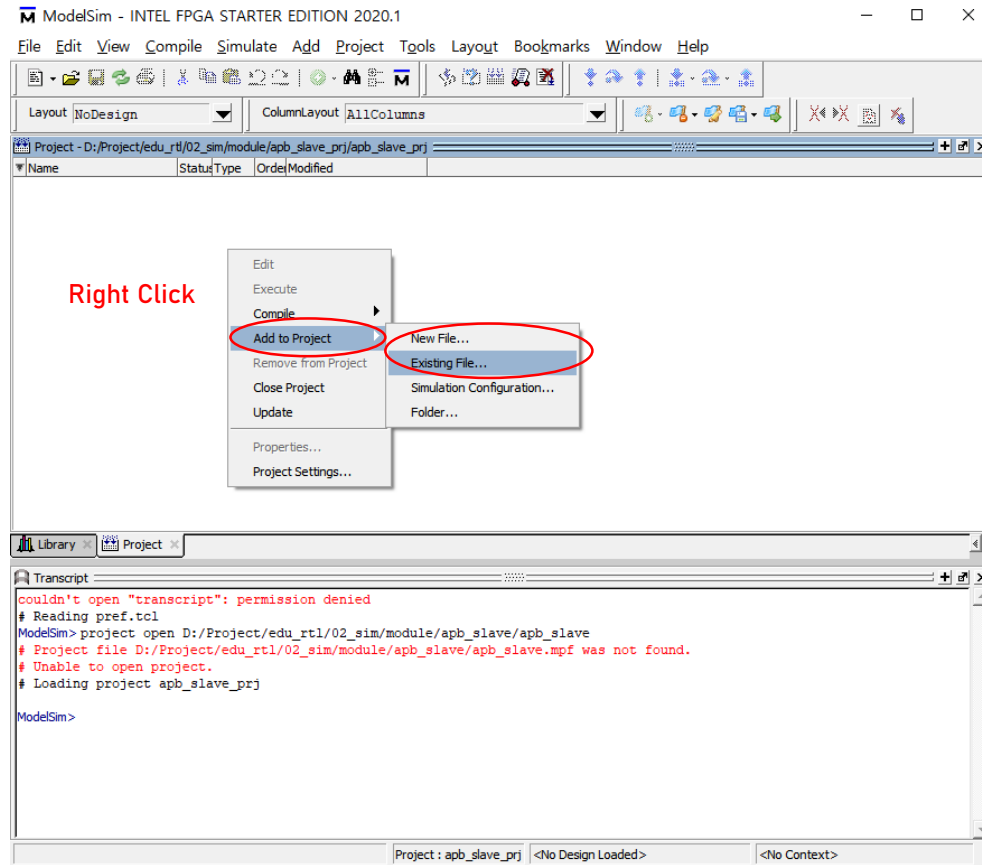 ModelSim - INTEL FPGA STARTER EDITION 2020.1
File Edit View Compile Simulate Add Project Tools Layout Bookmarks Window Help
Layout NoDesign
ColumnLayout AllColumns
Project - D:/Project/edu_rtl/02_sim/module/apb_slave_prj/apb_slave_prj
Name Status Type Order Modified
Right Click
Edit
Execute
Compile
Add to Project
Remove from Project
Close Project
Update
Properties...
Project Settings...
New File...
Existing File...
Simulation Configuration...
Folder...
Library
Project
Transcript
couldn't open "transcript": permission denied
# Reading pref.tcl
ModelSim> project open D:/Project/edu_rtl/02_sim/module/apb_slave/apb_slave
# Project file D:/Project/edu_rtl/02_sim/module/apb_slave/apb_slave.mpf was not found.
# Unable to open project.
# Loading project apb_slave_prj
ModelSim>
Project : apb_slave_prj <No Design Loaded> <No Context>